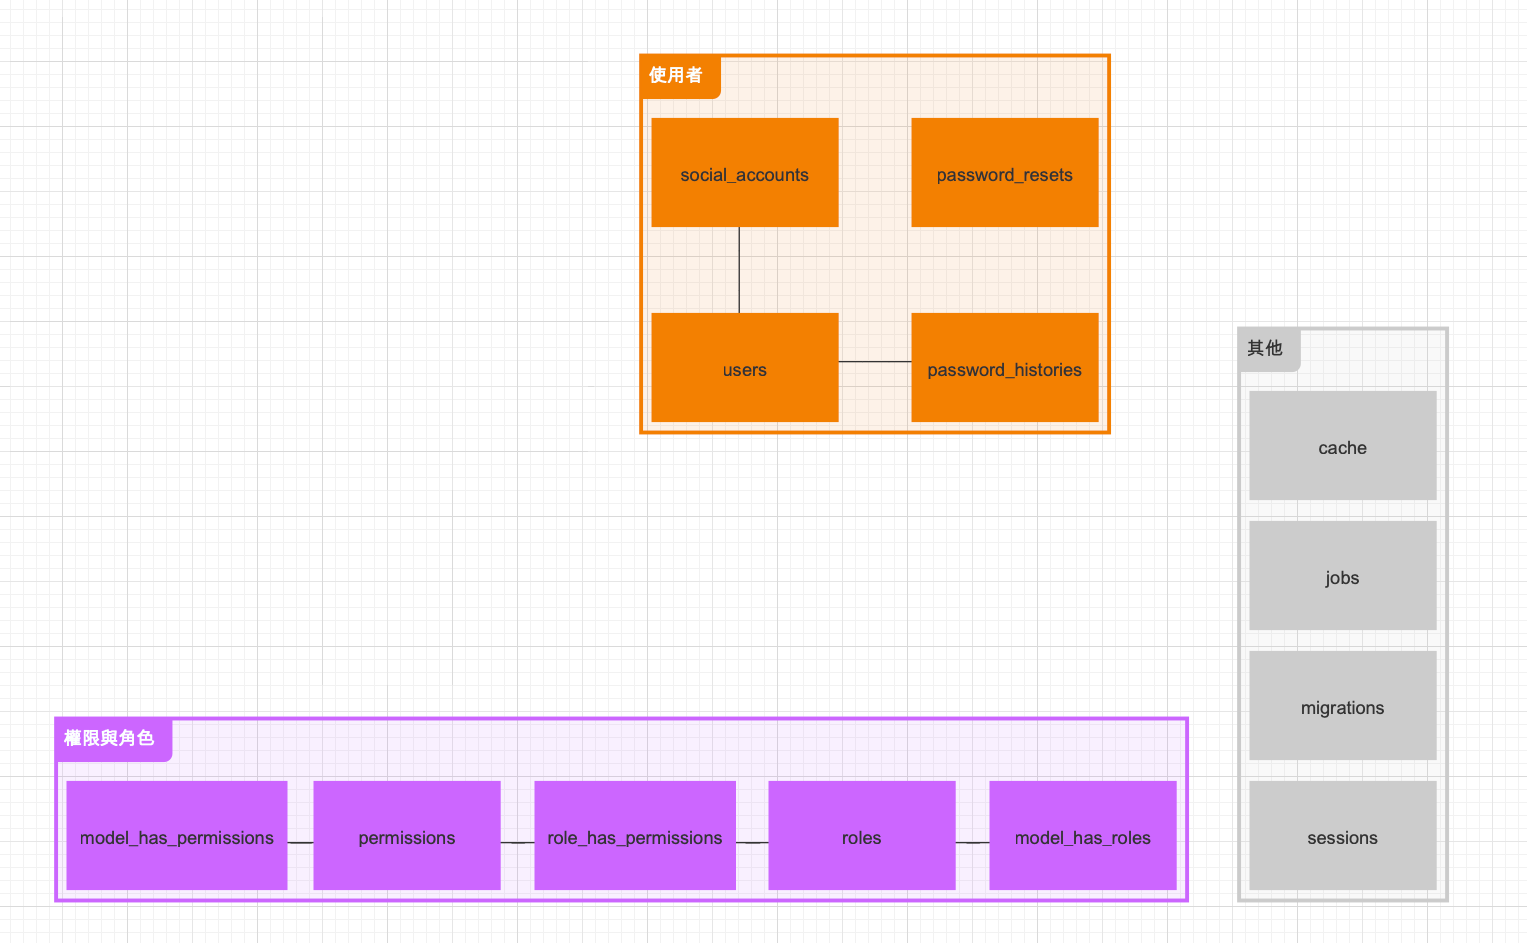 使用者
social_accounts
password_resets
users
password_histories
其他
cache
jobs
migrations
sessions
權限與角色
model_has_permissions
permissions
role_has_permissions
roles
model_has_roles